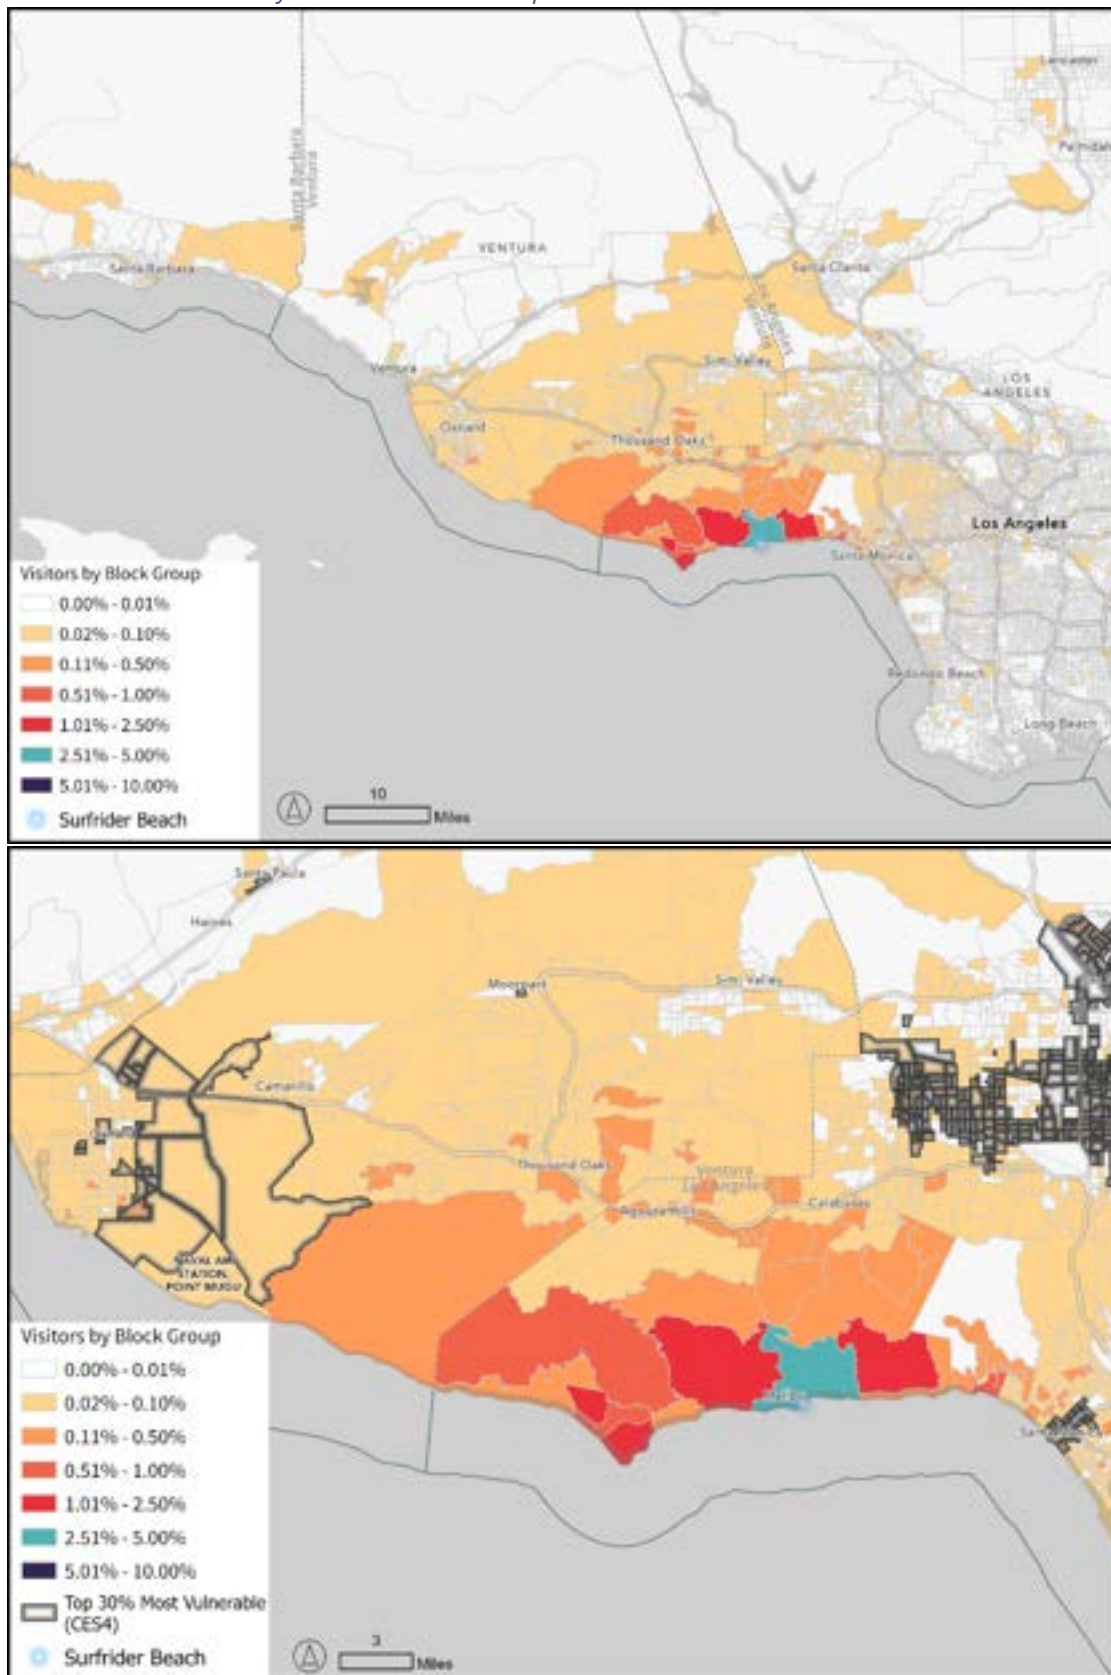 Lancaster
Santa Barbara
Ventura
VENTURA
Santa Barbara
Santa Clarita
Los Angeles
Ventura
Ventura
Simi Valley
LOS
ANGELES
Oxnard
Thousand Oaks
Los Angeles
Santa Monica
Visitors by Block Group
0.00% - 0.01%
0.02% - 0.10%
0.11% - 0.50%
0.51% - 1.00%
1.01% - 2.50%
2.51% - 5.00%
5.01% - 10.00%
Surfrider Beach
Redondo Beach
Long Beach
10
Miles
Santa Paula
Moorpark
Simi Valley
Camarillo
Thousand Oaks
Ventura
Los Angeles
Agoura Hills
Calabasas
NAVAL AIR
STATION,
POINT MUGU
Visitors by Block Group
0.00% - 0.01%
0.02% - 0.10%
0.11% - 0.50%
0.51% - 1.00%
1.01% - 2.50%
2.51% - 5.00%
5.01% - 10.00%
Top 30% Most Vulnerable
(CES4)
Surfrider Beach
3
Miles